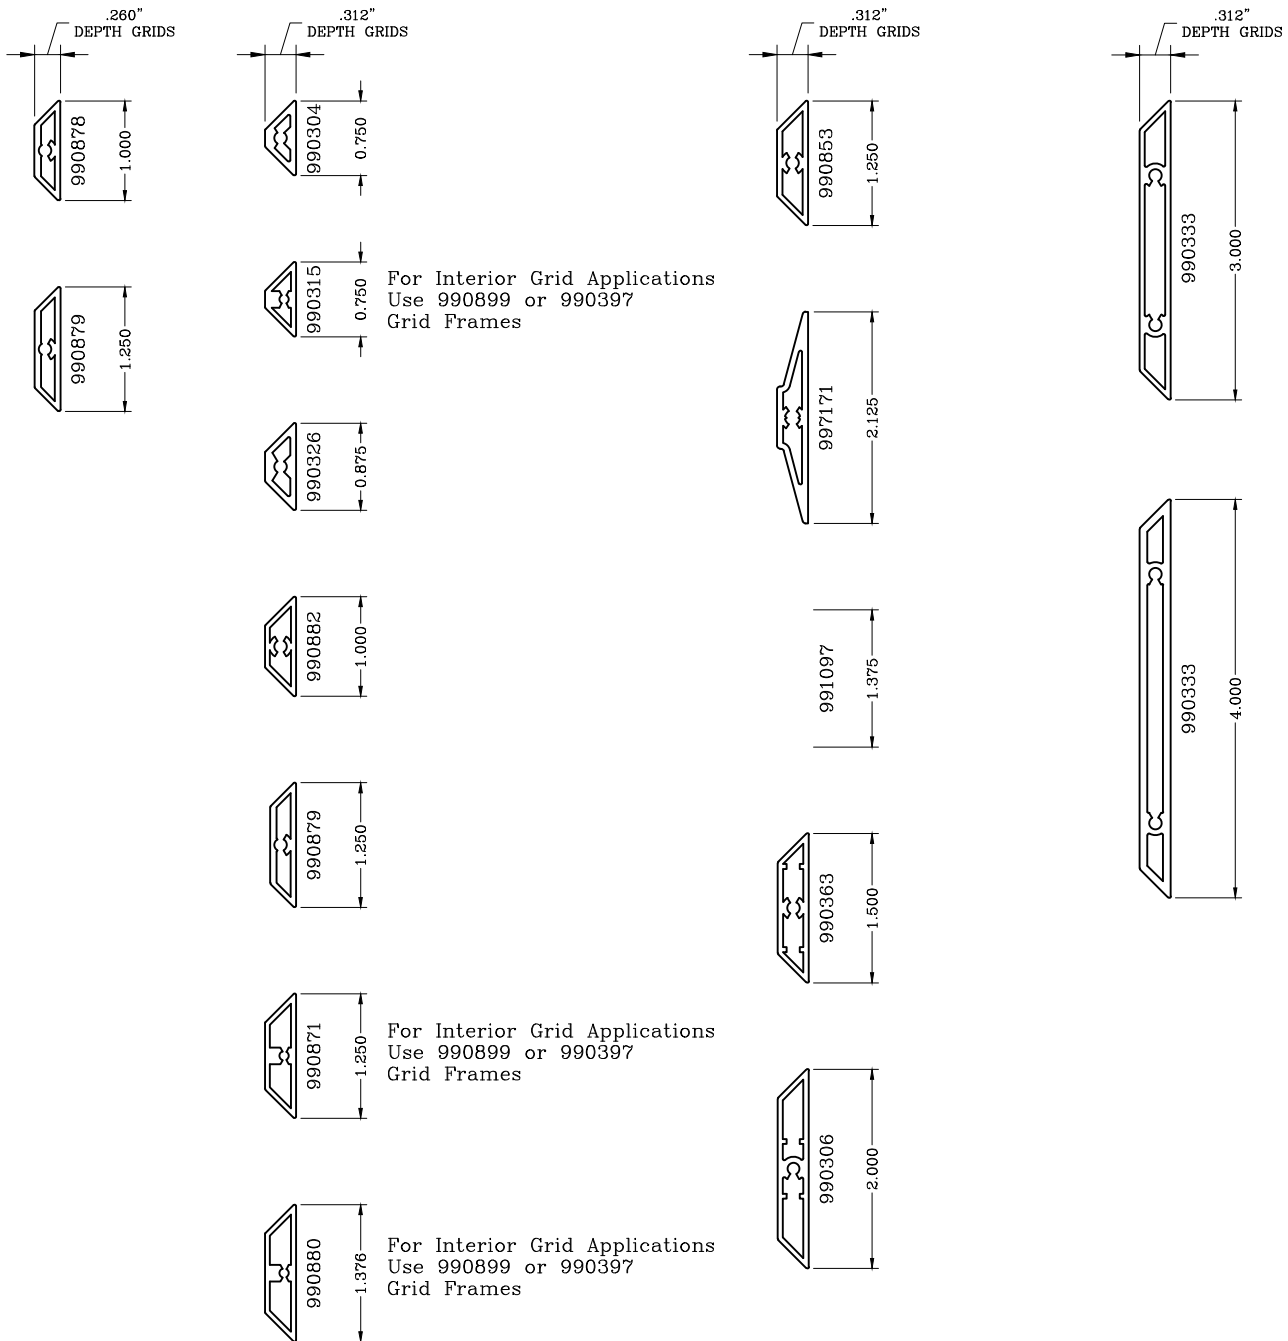 .260"
DEPTH GRIDS
990878
1.000
990879
1.250
.312"
DEPTH GRIDS
990304
0.750
990315
0.750
For Interior Grid Applications
Use 990899 or 990397
Grid Frames
990326
0.875
990882
1.000
990879
1.250
990871
1.250
For Interior Grid Applications
Use 990899 or 990397
Grid Frames
990880
1.376
For Interior Grid Applications
Use 990899 or 990397
Grid Frames
.312"
DEPTH GRIDS
990853
1.250
997171
2.125
991097
1.375
990363
1.500
990306
2.000
.312"
DEPTH GRIDS
990333
3.000
990333
4.000